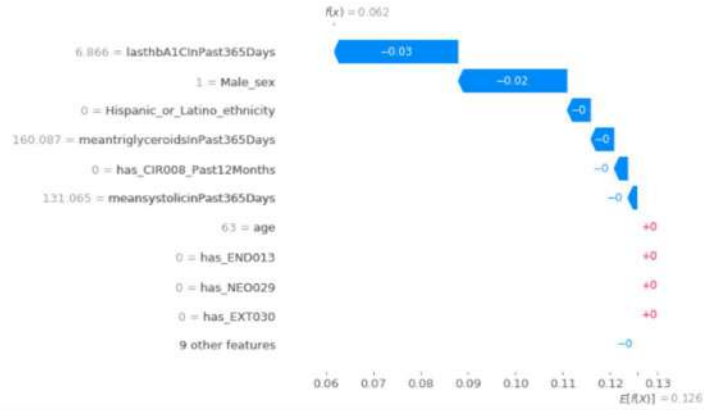 f(x) = 0.062
6.866 = lasthbA1CInPast365Days
−0.03
1 = Male_sex
−0.02
0 = Hispanic_or_Latino_ethnicity
−0
160.087 = meantriglyceroidsInPast365Days
−0
0 = has_CIR008_Past12Months
−0
131.065 = meansystolicinPast365Days
−0
63 = age
+0
0 = has_END013
+0
0 = has_NEO029
+0
0 = has_EXT030
+0
9 other features
−0
0.06 0.07 0.08 0.09 0.10 0.11 0.12 0.13
E[f(X)] = 0.126